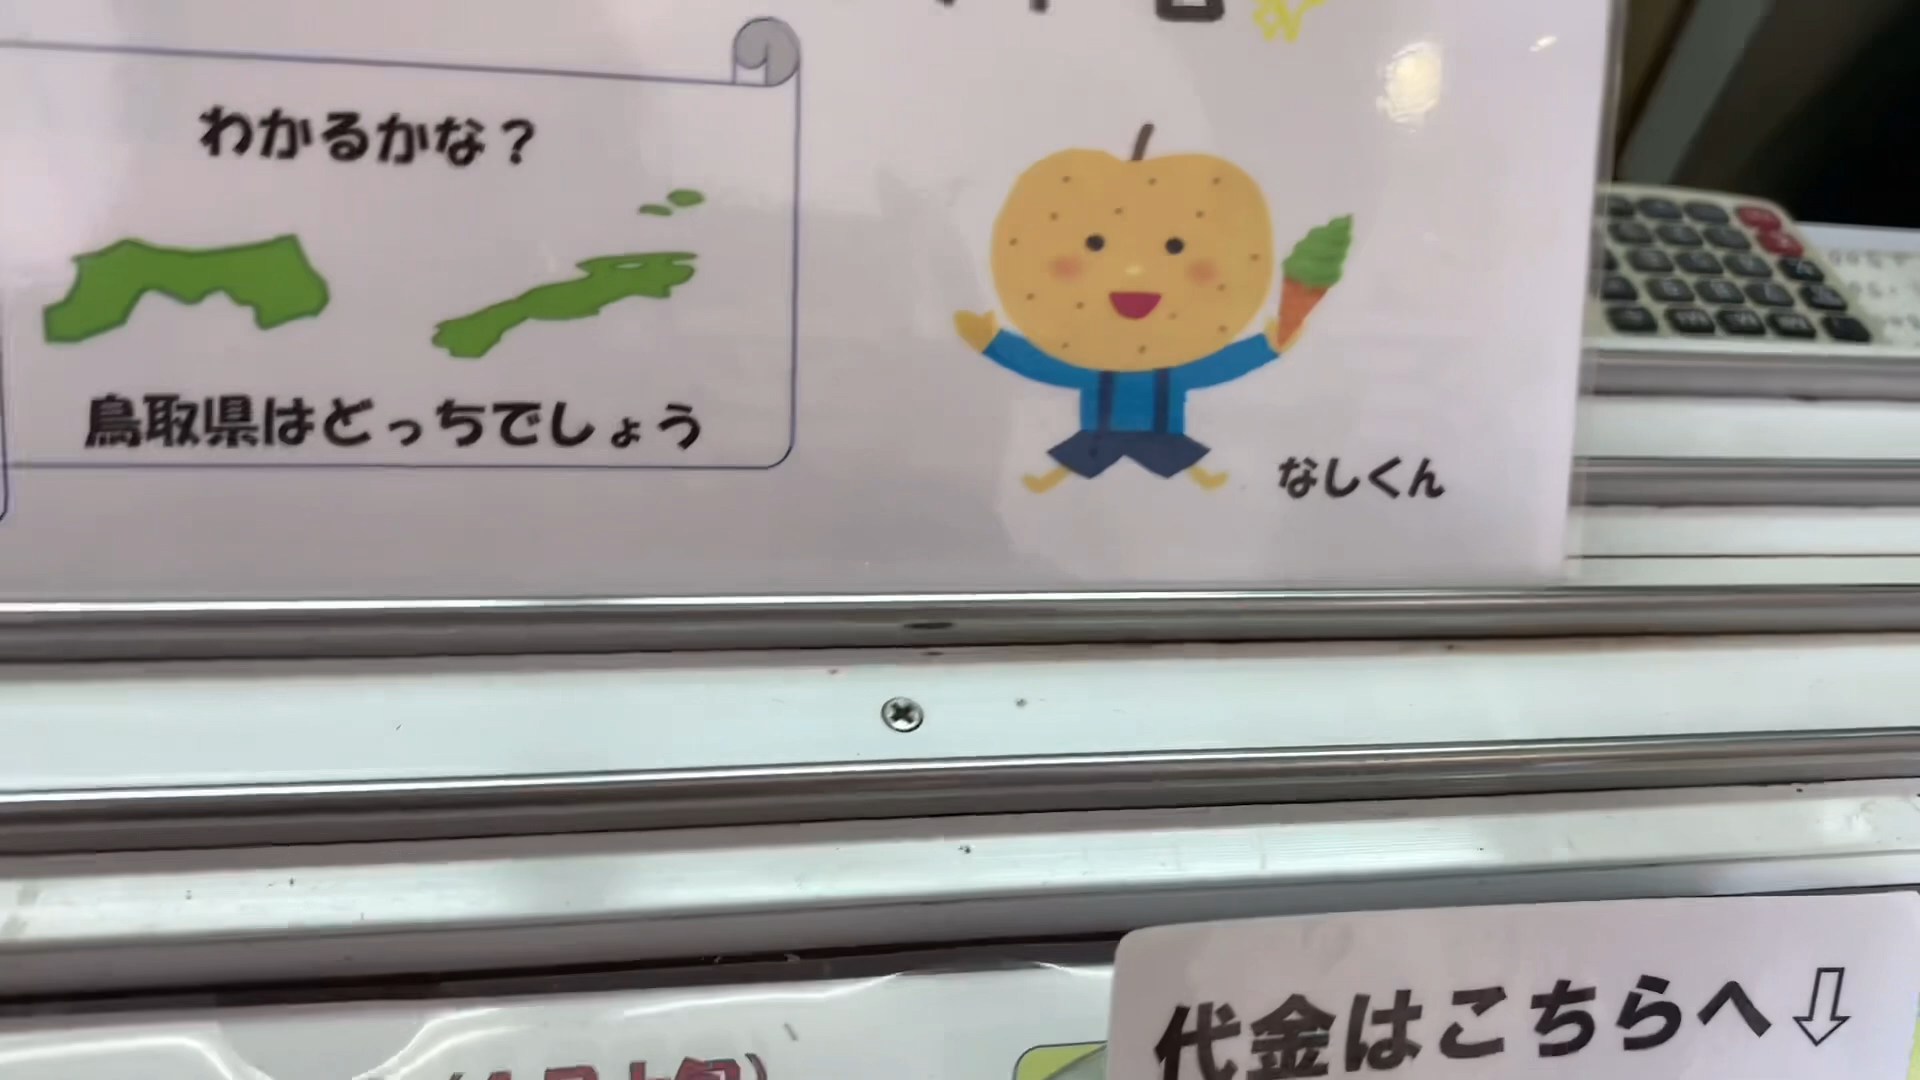 わかるかな？
鳥取県はどっちでしょう
なしくん
代金はこちらへ⇩